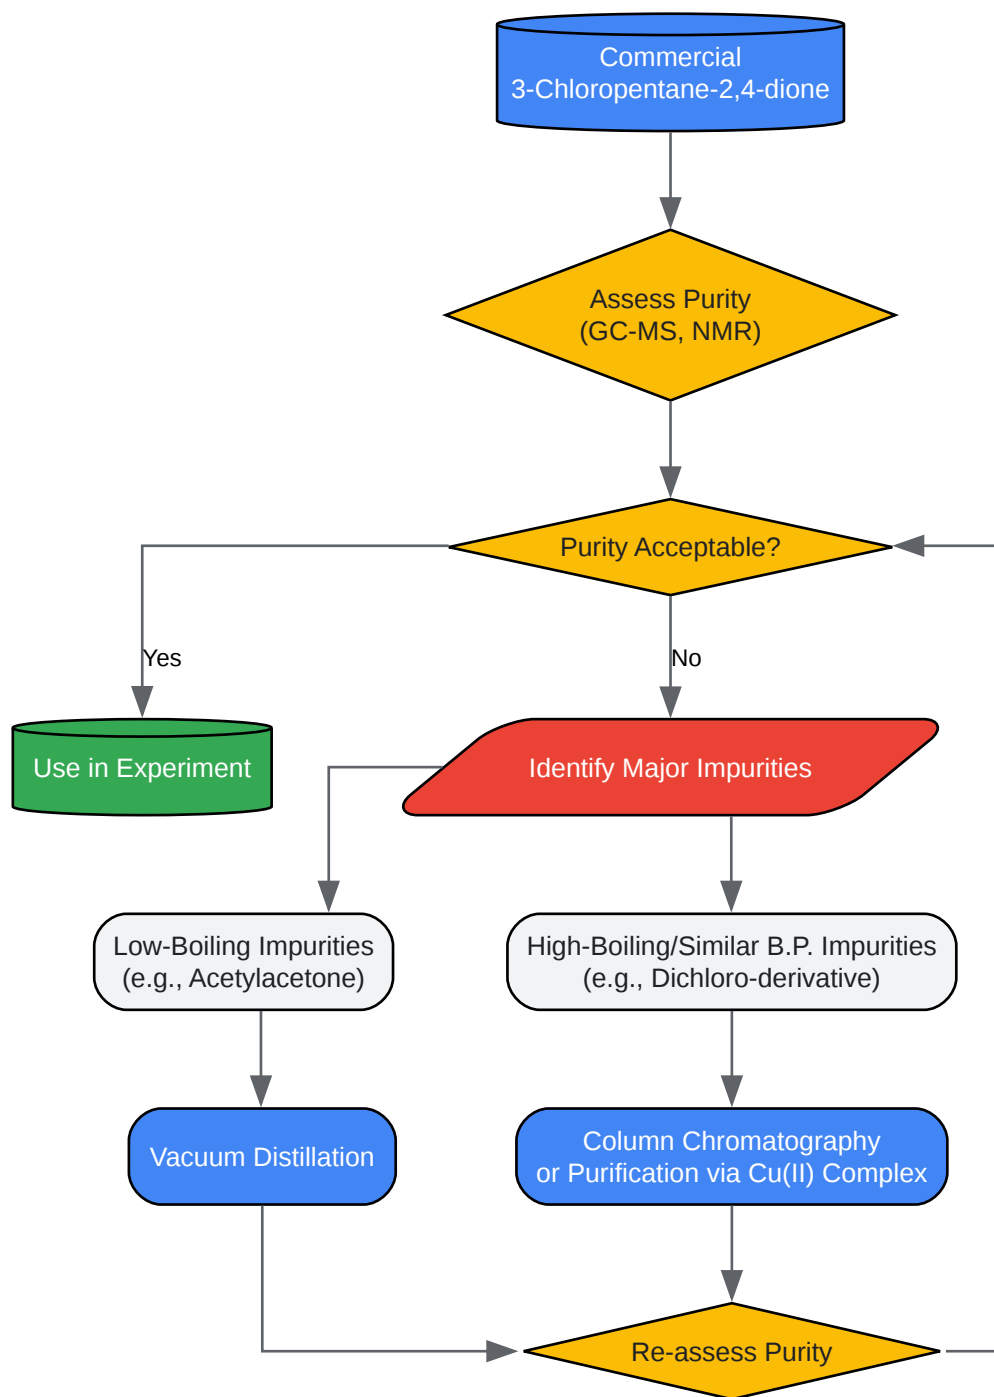 Commercial
3-Chloropentane-2,4-dione
Assess Purity
(GC-MS, NMR)
Purity Acceptable?
Yes
No
Use in Experiment
Identify Major Impurities
Low-Boiling Impurities
(e.g., Acetylacetone)
High-Boiling/Similar B.P. Impurities
(e.g., Dichloro-derivative)
Vacuum Distillation
Column Chromatography
or Purification via Cu(II) Complex
Re-assess Purity